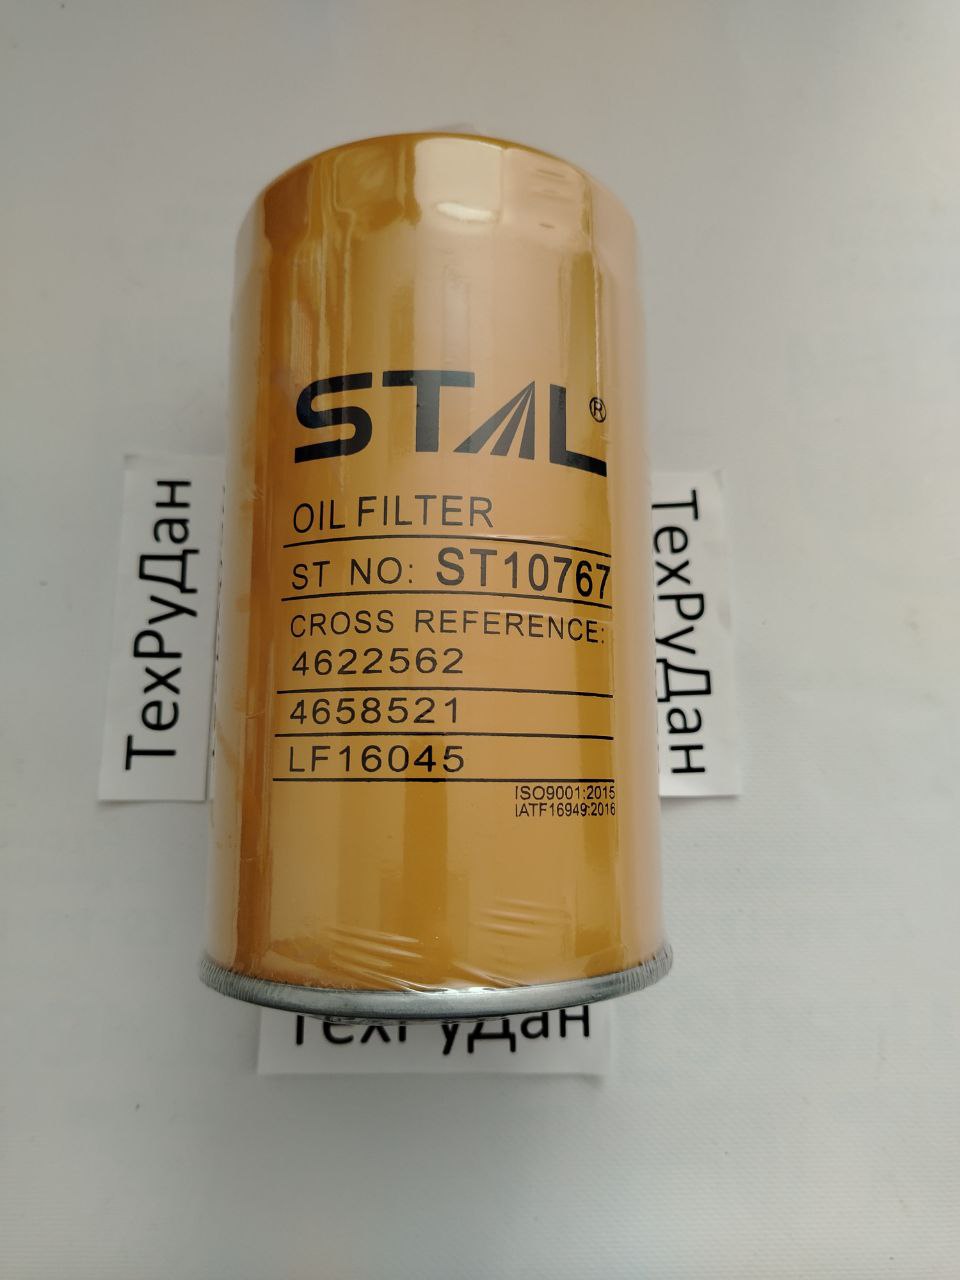 STAL®
OIL FILTER
ST NO: ST10767
CROSS REFERENCE:
4622562
4658521
LF16045
ISO9001:2015
IATF16949:2016
ТехРуДан
ТехРуДан
ТехРуДан